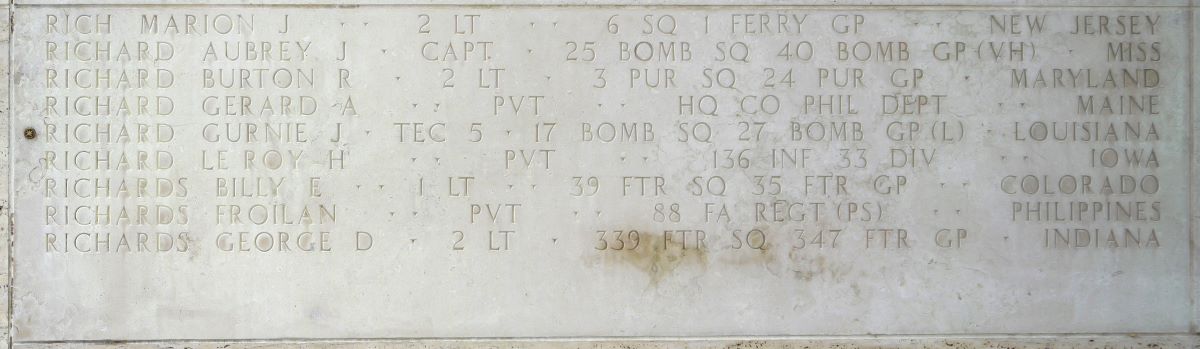 RICH MARION J · 2 LT · 6 SQ 1 FERRY GP · NEW JERSEY
RICHARD AUBREY J · CAPT. · 25 BOMB SQ 40 BOMB GP (VH) · MISS
RICHARD BURTON R · 2 LT · 3 PUR SQ 24 PUR GP · MARYLAND
RICHARD GERARD A · · PVT · · HQ CO PHIL DEPT · · MAINE
RICHARD GURNIE J · TEC 5 · 17 BOMB SQ 27 BOMB GP (L) · LOUISIANA
RICHARD LE ROY H · · PVT · · 136 INF 33 DIV · · IOWA
RICHARDS BILLY E · · 1 LT · · 39 FTR SQ 35 FTR GP · · COLORADO
RICHARDS FROILAN · · PVT · · 88 FA REGT (PS) · · PHILIPPINES
RICHARDS GEORGE D · 2 LT · 339 FTR SQ 347 FTR GP · INDIANA